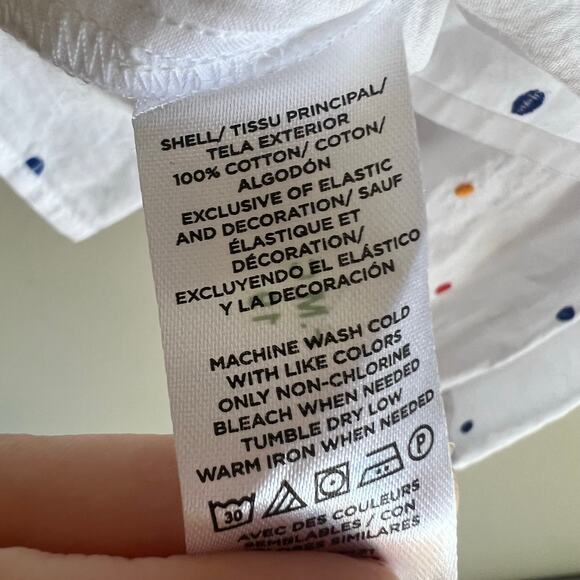 SHELL/ TISSU PRINCIPAL/
TELA EXTERIOR
100% COTTON/ COTON/
ALGODÓN
EXCLUSIVE OF ELASTIC
AND DECORATION/ SAUF
ÉLASTIQUE ET
DÉCORATION/
EXCLUYENDO EL ELÁSTICO
Y LA DECORACIÓN
MACHINE WASH COLD
WITH LIKE COLORS
ONLY NON-CHLORINE
BLEACH WHEN NEEDED
TUMBLE DRY LOW
WARM IRON WHEN NEEDED
30 P
AVEC DES COULEURS
SEMBLABLES / CON
COLORES SIMILARES